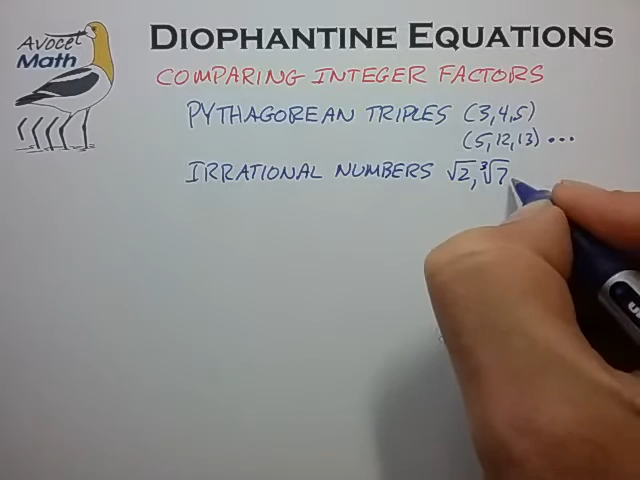 Avocet
Math
DIOPHANTINE EQUATIONS
COMPARING INTEGER FACTORS
PYTHAGOREAN TRIPLES (3,4,5)
(5,12,13) •••
IRRATIONAL NUMBERS √2, ∛7